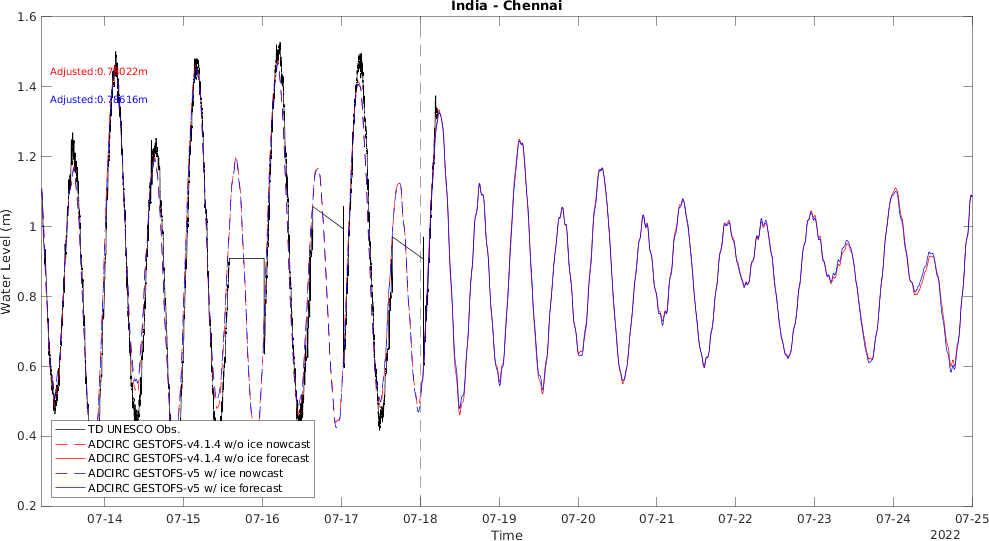 India - Chennai
1.6
1.4
1.2
1
0.8
0.6
0.4
0.2
Water Level (m)
Adjusted:0.78022m
Adjusted:0.78616m
TD UNESCO Obs.
ADCIRC GESTOFS-v4.1.4 w/o ice nowcast
ADCIRC GESTOFS-v4.1.4 w/o ice forecast
ADCIRC GESTOFS-v5 w/ ice nowcast
ADCIRC GESTOFS-v5 w/ ice forecast
07-14 07-15 07-16 07-17 07-18 07-19 07-20 07-21 07-22 07-23 07-24 07-25
Time
2022